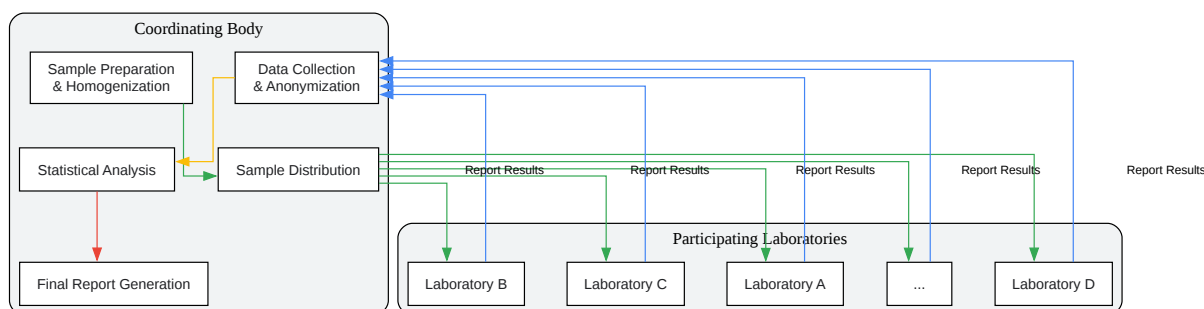 Coordinating Body
Sample Preparation
& Homogenization
Data Collection
& Anonymization
Statistical Analysis
Sample Distribution
Report Results
Report Results
Report Results
Report Results
Report Results
Participating Laboratories
Final Report Generation
Laboratory B
Laboratory C
Laboratory A
...
Laboratory D